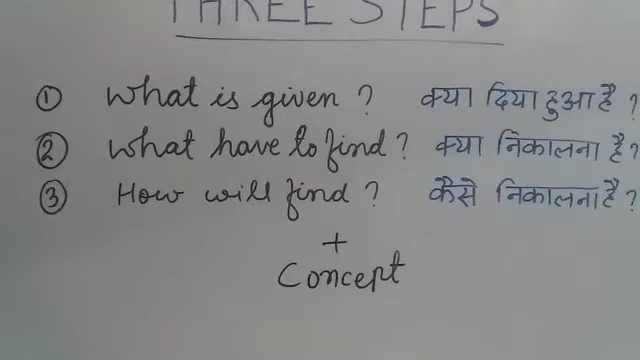 THREE STEPS
① What is given ? क्या दिया हुआ है ?
② What have to find ? क्या निकालना है ?
③ How will find ? कैसे निकालना है ?
+
Concept